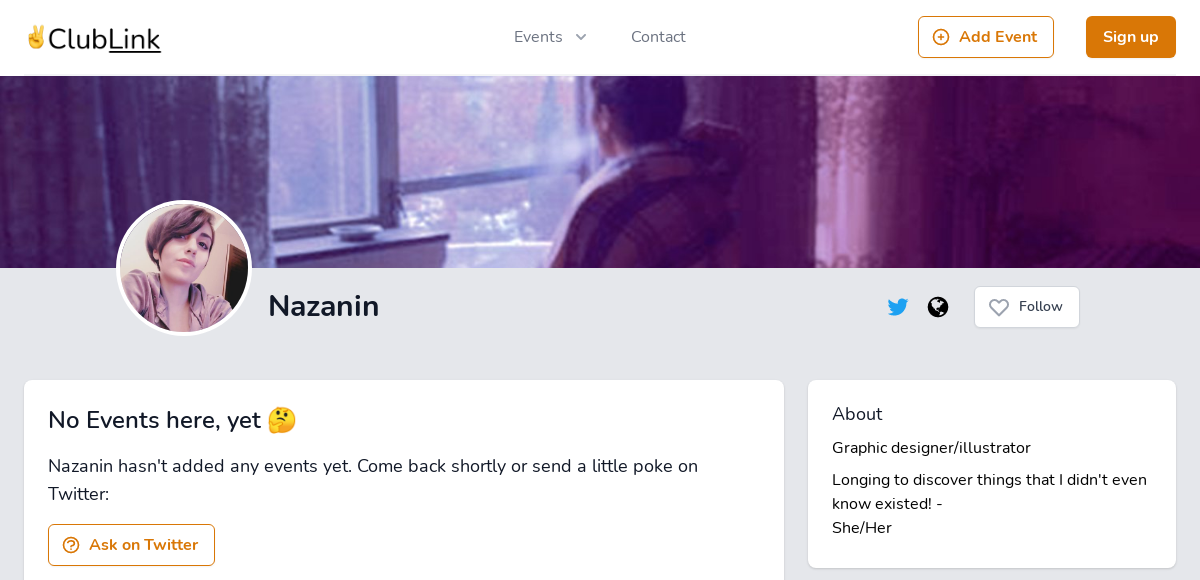 ✌️ClubLink
Events
Contact
Add Event
Sign up
Nazanin
Follow
No Events here, yet 🤔
Nazanin hasn't added any events yet. Come back shortly or send a little poke on
Twitter:
Ask on Twitter
About
Graphic designer/illustrator
Longing to discover things that I didn't even
know existed! -
She/Her